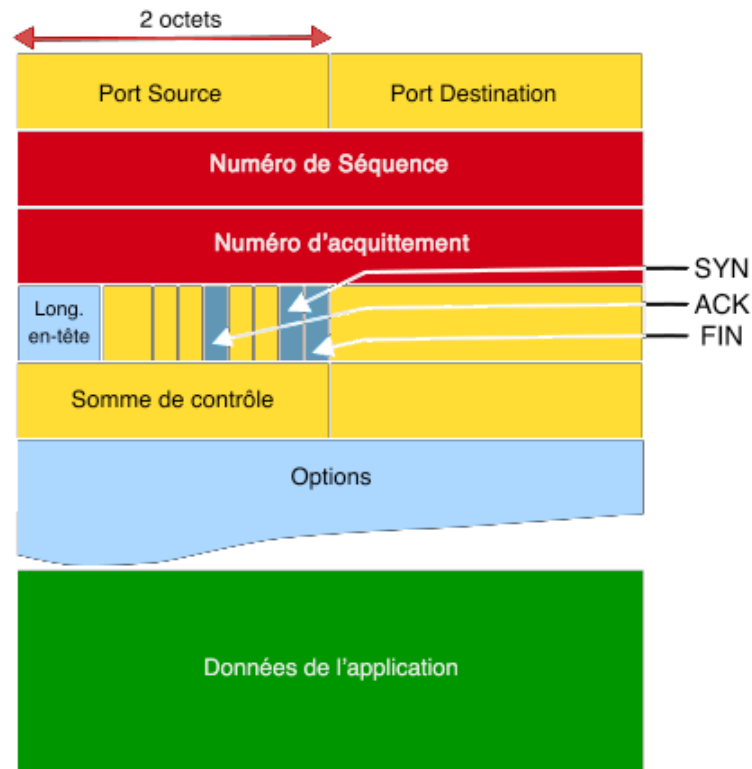 2 octets
Port Source
Port Destination
Numéro de Séquence
Numéro d'acquittement
SYN
ACK
FIN
Long.
en-tête
Somme de contrôle
Options
Données de l'application